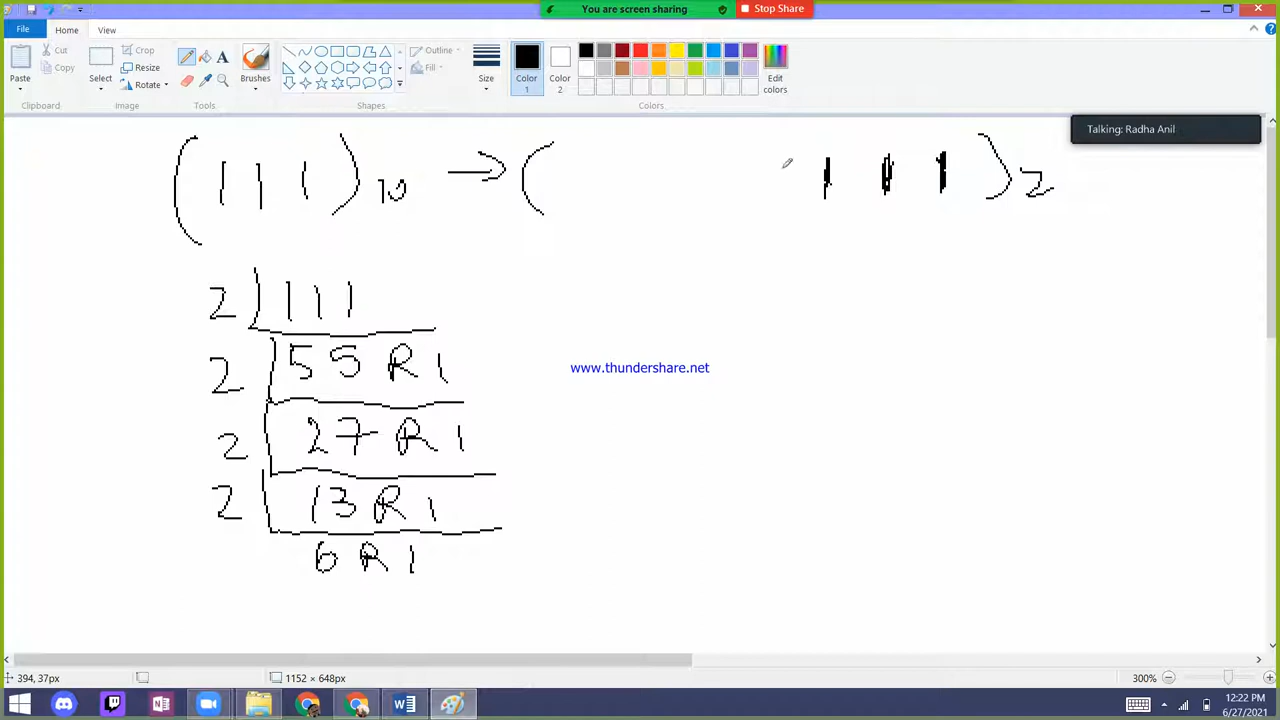 You are screen sharing
Stop Share
File
Home
View
Paste
Cut
Copy
Clipboard
Select
Crop
Resize
Rotate
Image
A
Tools
Brushes
Outline
Fill
Shapes
Size
Color 1
Color 2
Colors
Edit colors
Talking: Radha Anil
(111)10 → ( 111)2
2 111
2 55 R 1
2 27 R 1
2 13 R 1
6 R 1
www.thundershare.net
394, 37px
1152 × 648px
300%
12:22 PM
6/27/2021